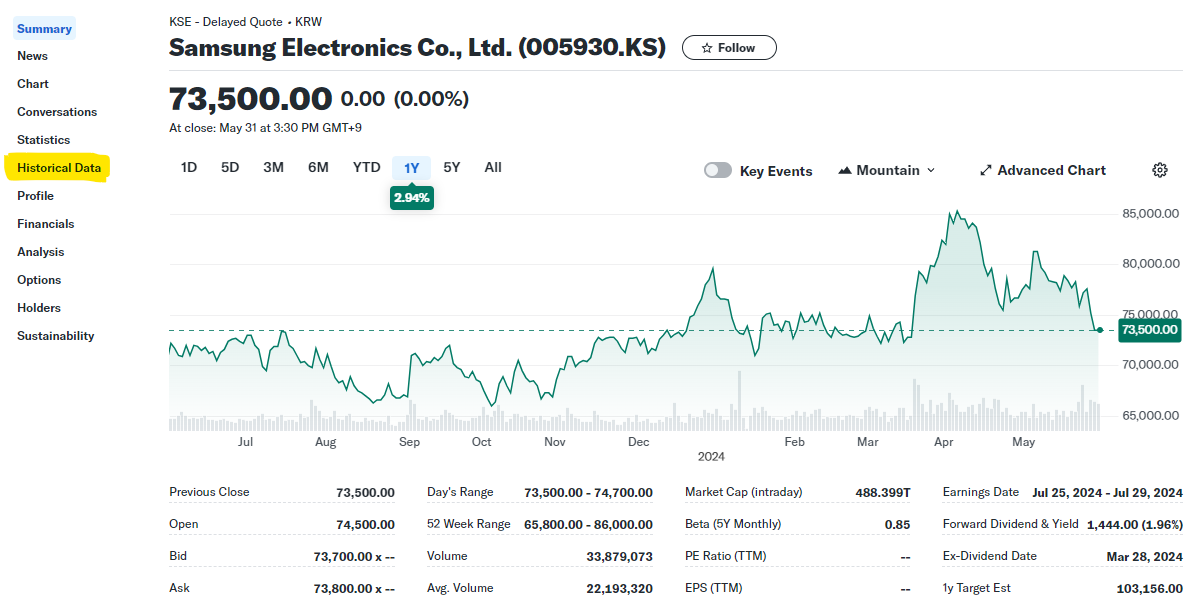 Summary
News
Chart
Conversations
Statistics
Historical Data
Profile
Financials
Analysis
Options
Holders
Sustainability
KSE - Delayed Quote • KRW
Samsung Electronics Co., Ltd. (005930.KS)
Follow
73,500.00 0.00 (0.00%)
At close: May 31 at 3:30 PM GMT+9
1D 5D 3M 6M YTD 1Y 5Y All
2.94%
Key Events Mountain Advanced Chart
85,000.00
80,000.00
75,000.00
73,500.00
70,000.00
65,000.00
Jul Aug Sep Oct Nov Dec Feb Mar Apr May
2024
Previous Close 73,500.00 Day's Range 73,500.00 - 74,700.00 Market Cap (intraday) 488.399T Earnings Date Jul 25, 2024 - Jul 29, 2024
Open 74,500.00 52 Week Range 65,800.00 - 86,000.00 Beta (5Y Monthly) 0.85 Forward Dividend & Yield 1,444.00 (1.96%)
Bid 73,700.00 x -- Volume 33,879,073 PE Ratio (TTM) -- Ex-Dividend Date Mar 28, 2024
Ask 73,800.00 x -- Avg. Volume 22,193,320 EPS (TTM) -- 1y Target Est 103,156.00